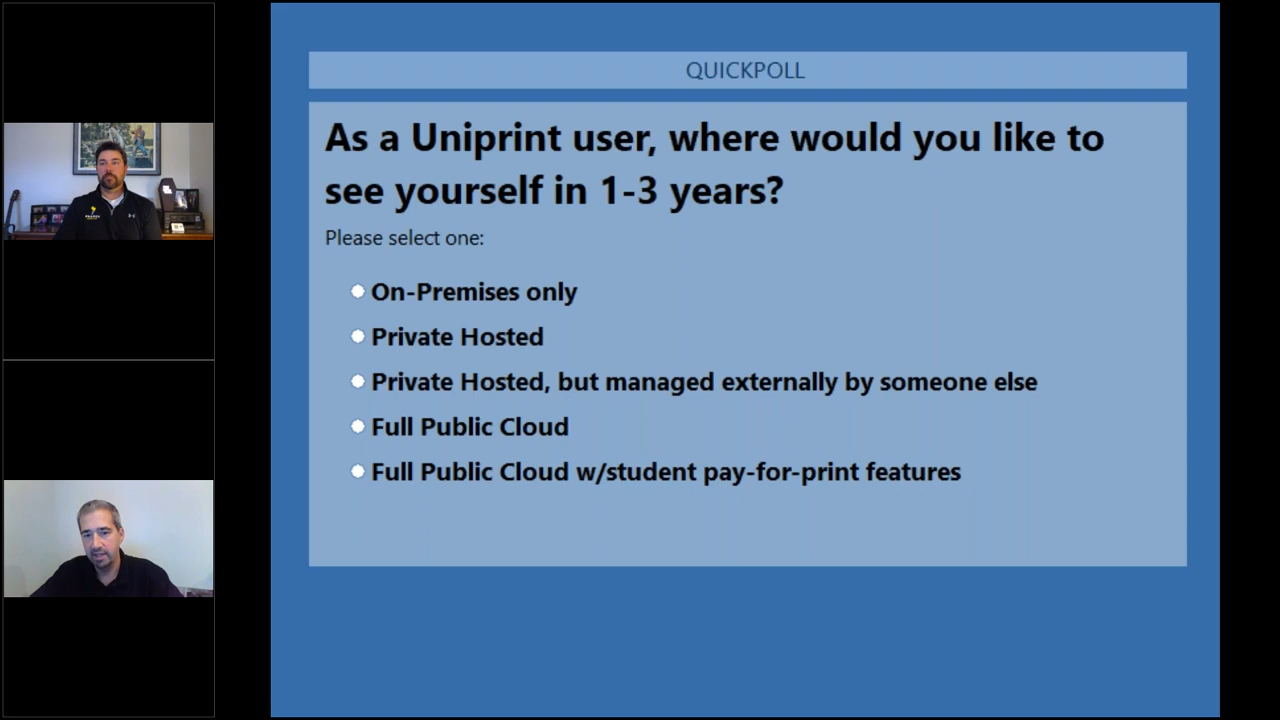 QUICKPOLL
As a Uniprint user, where would you like to
see yourself in 1-3 years?
Please select one:
On-Premises only
Private Hosted
Private Hosted, but managed externally by someone else
Full Public Cloud
Full Public Cloud w/student pay-for-print features